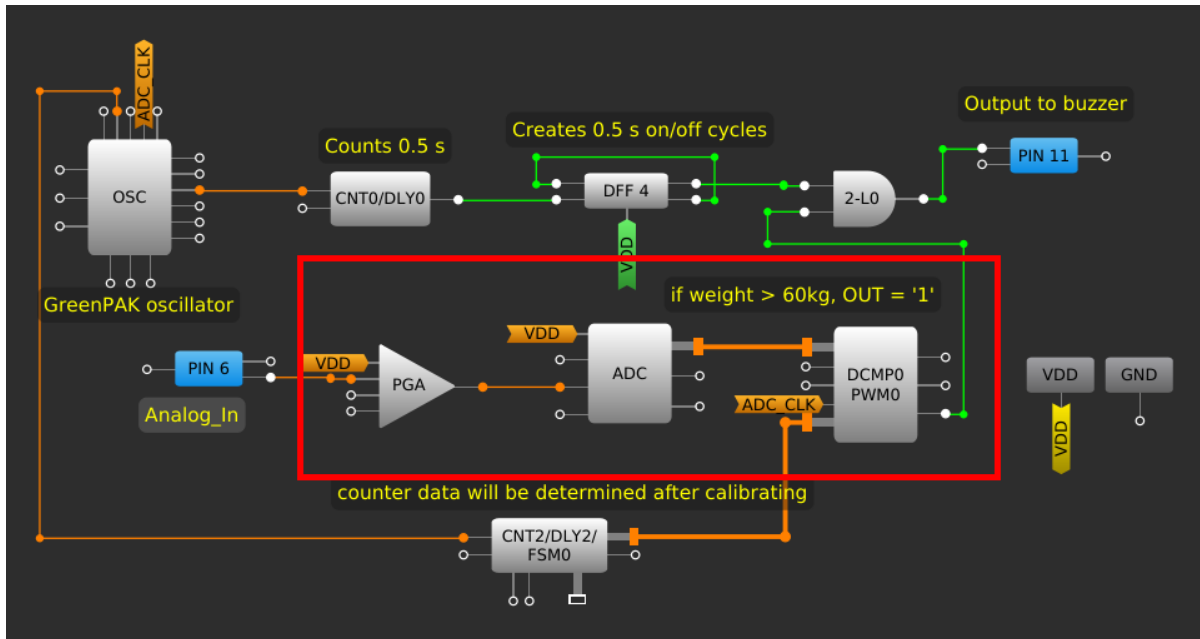 ADC CLK
Output to buzzer
Creates 0.5 s on/off cycles
Counts 0.5 s
PIN 11
DFF 4
OSC
CNT0/DLY0
2-L0
VDD
GreenPAK oscillator
if weight > 60kg, OUT = '1'
VDD
VDD
PIN 6
PGA
ADC
DCMP0
PWM0
VDD
GND
ADC CLK
Analog_In
VDD
counter data will be determined after calibrating
CNT2/DLY2/
FSM0